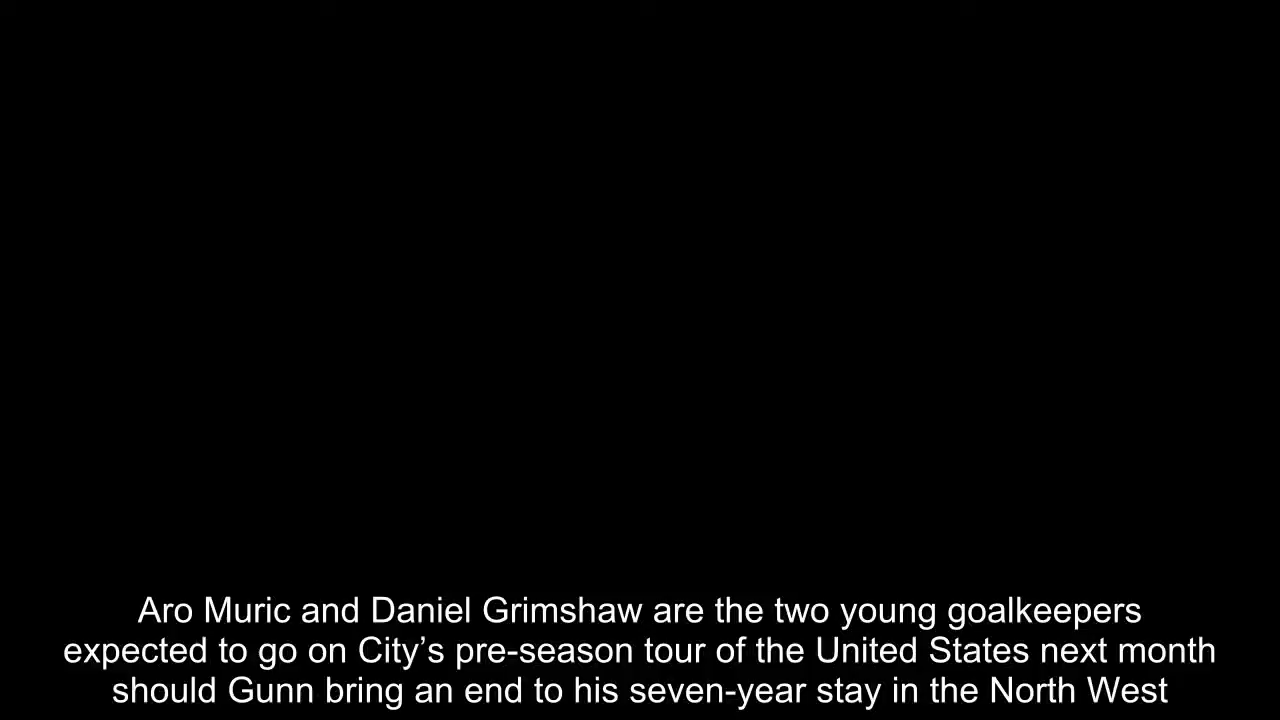 Aro Muric and Daniel Grimshaw are the two young goalkeepers
expected to go on City’s pre-season tour of the United States next month
should Gunn bring an end to his seven-year stay in the North West